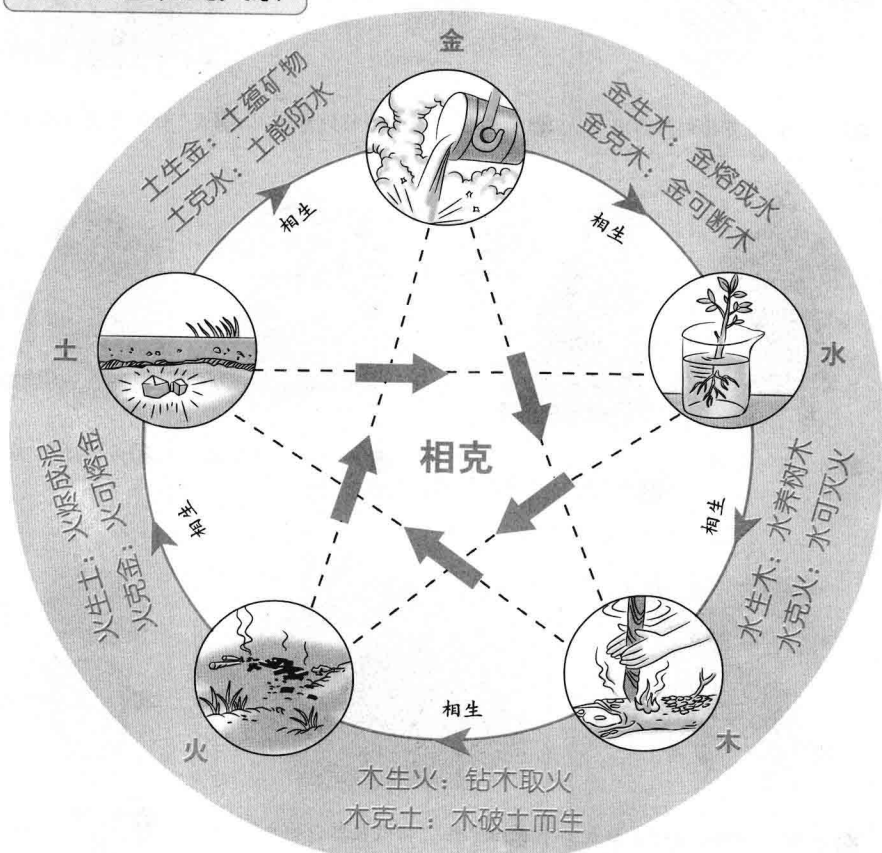 金
土生金：土蕴矿物
土克水：土能防水
金生水：金熔成水
金克木：金可断木
相生
相生
土
水
相克
火生土：火烬成泥
火克金：火可熔金
相生
相生
水生木：水养树木
水克火：水可灭火
相生
火
木
木生火：钻木取火
木克土：木破土而生